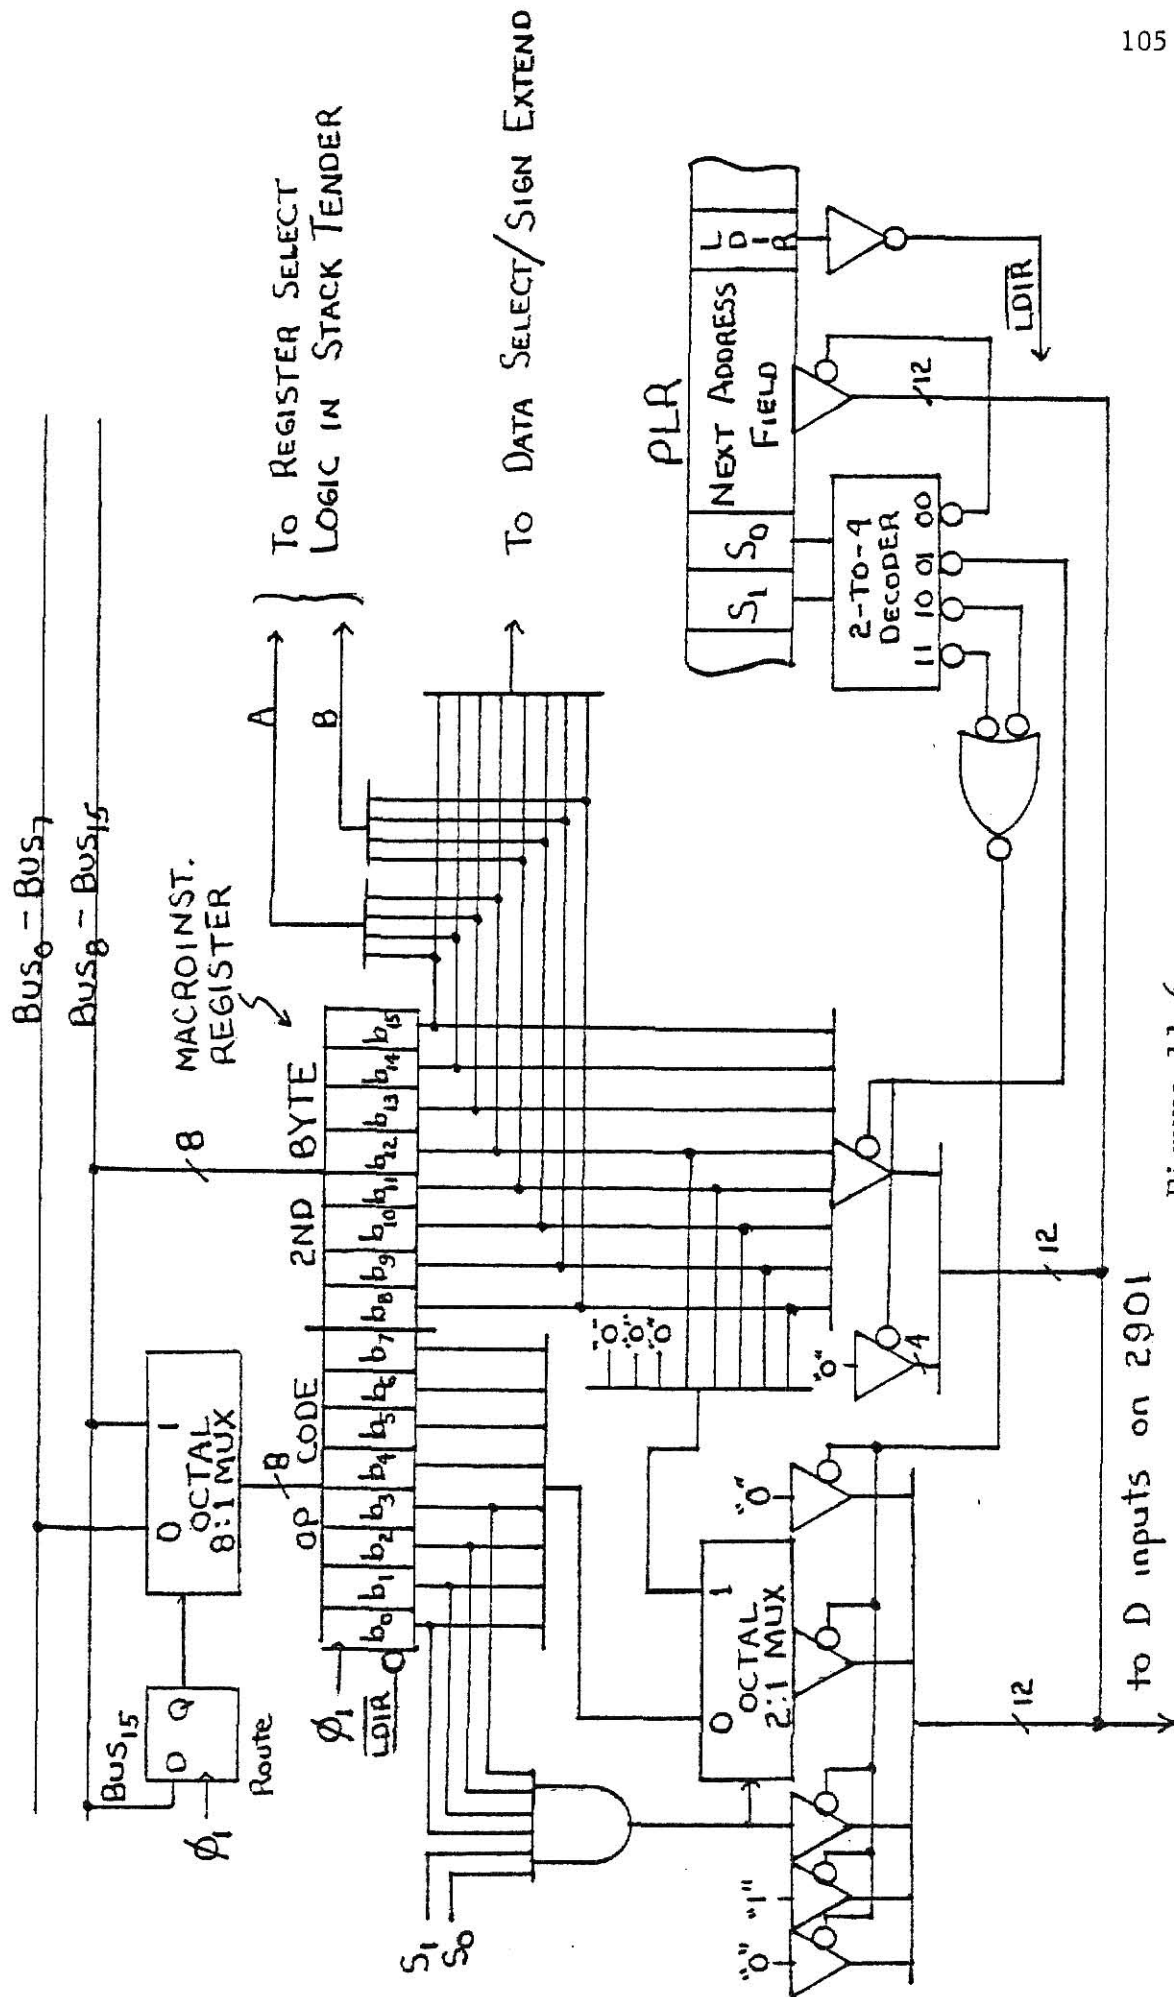 105
BUS0 - BUS7
BUS8 - BUS15
BUS15
D Q
Route
φ1
0 1
OCTAL
8:1 MUX
8
8
MACROINST.
REGISTER
OP CODE
2ND BYTE
b0 b1 b2 b3 b4 b5 b6 b7 b8 b9 b10 b11 b22 b13 b14 b15
φ1
LDIR
A
B
TO REGISTER SELECT
LOGIC IN STACK TENDER
TO DATA SELECT/SIGN EXTEND
S1
S0
"0" "0" "0"
0 1
OCTAL
2:1 MUX
"0"
"1"
"0"
"0"
4
12
12
PLR
S1 S0
NEXT ADDRESS
FIELD
LDIR
2-TO-4
DECODER
11 10 01 00
12
LDIR
to D inputs on 2901